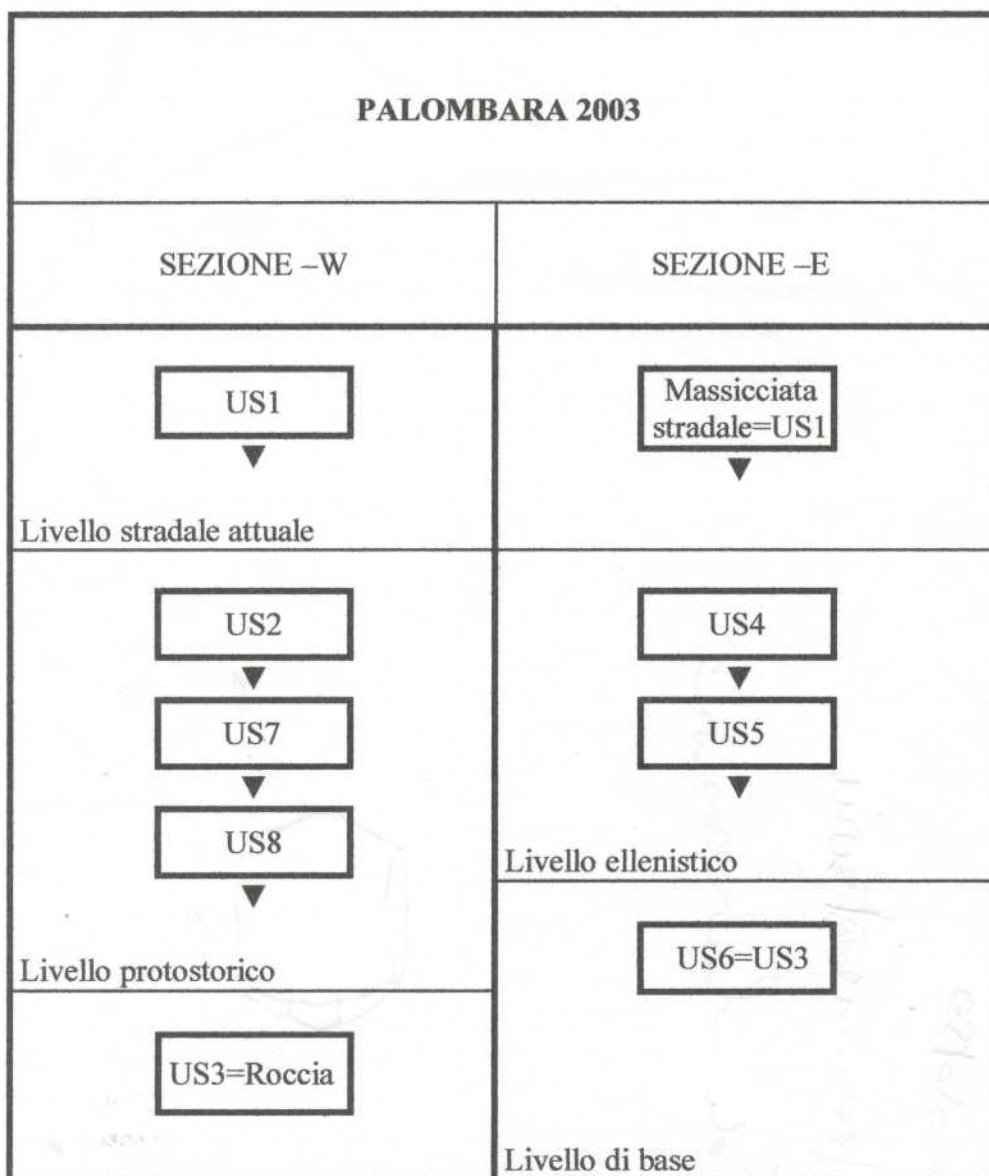 PALOMBARA 2003
SEZIONE –W
SEZIONE –E
US1
Livello stradale attuale
Massicciata
stradale=US1
US2
US7
US8
Livello protostorico
US4
US5
Livello ellenistico
US3=Roccia
US6=US3
Livello di base